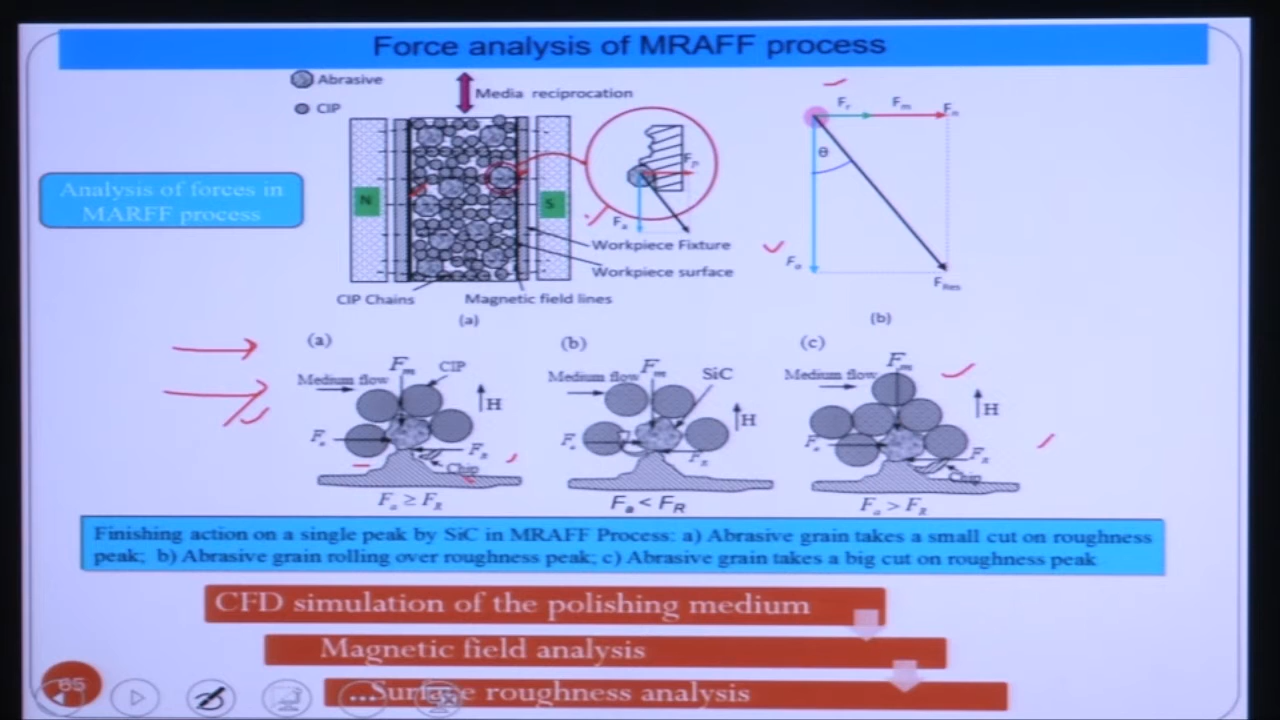 Force analysis of MRAFF process
Abrasive
CIP
Media reciprocation
Analysis of forces in
MARFF process
N
S
Workpiece Fixture
Workpiece surface
CIP Chains
Magnetic field lines
(a)
Fr
Fm
Fn
θ
Fa
FRes
(b)
(a)
Fm
CIP
Medium flow
H
Fa
FR
Chip
Fa ≥ FR
(b)
Fm
SiC
Medium flow
H
FR
Fa < FR
(c)
Fm
Medium flow
H
Fa
FR
Chip
Fa > FR
Finishing action on a single peak by SiC in MRAFF Process: a) Abrasive grain takes a small cut on roughness
peak; b) Abrasive grain rolling over roughness peak; c) Abrasive grain takes a big cut on roughness peak
CFD simulation of the polishing medium
Magnetic field analysis
Surface roughness analysis
65